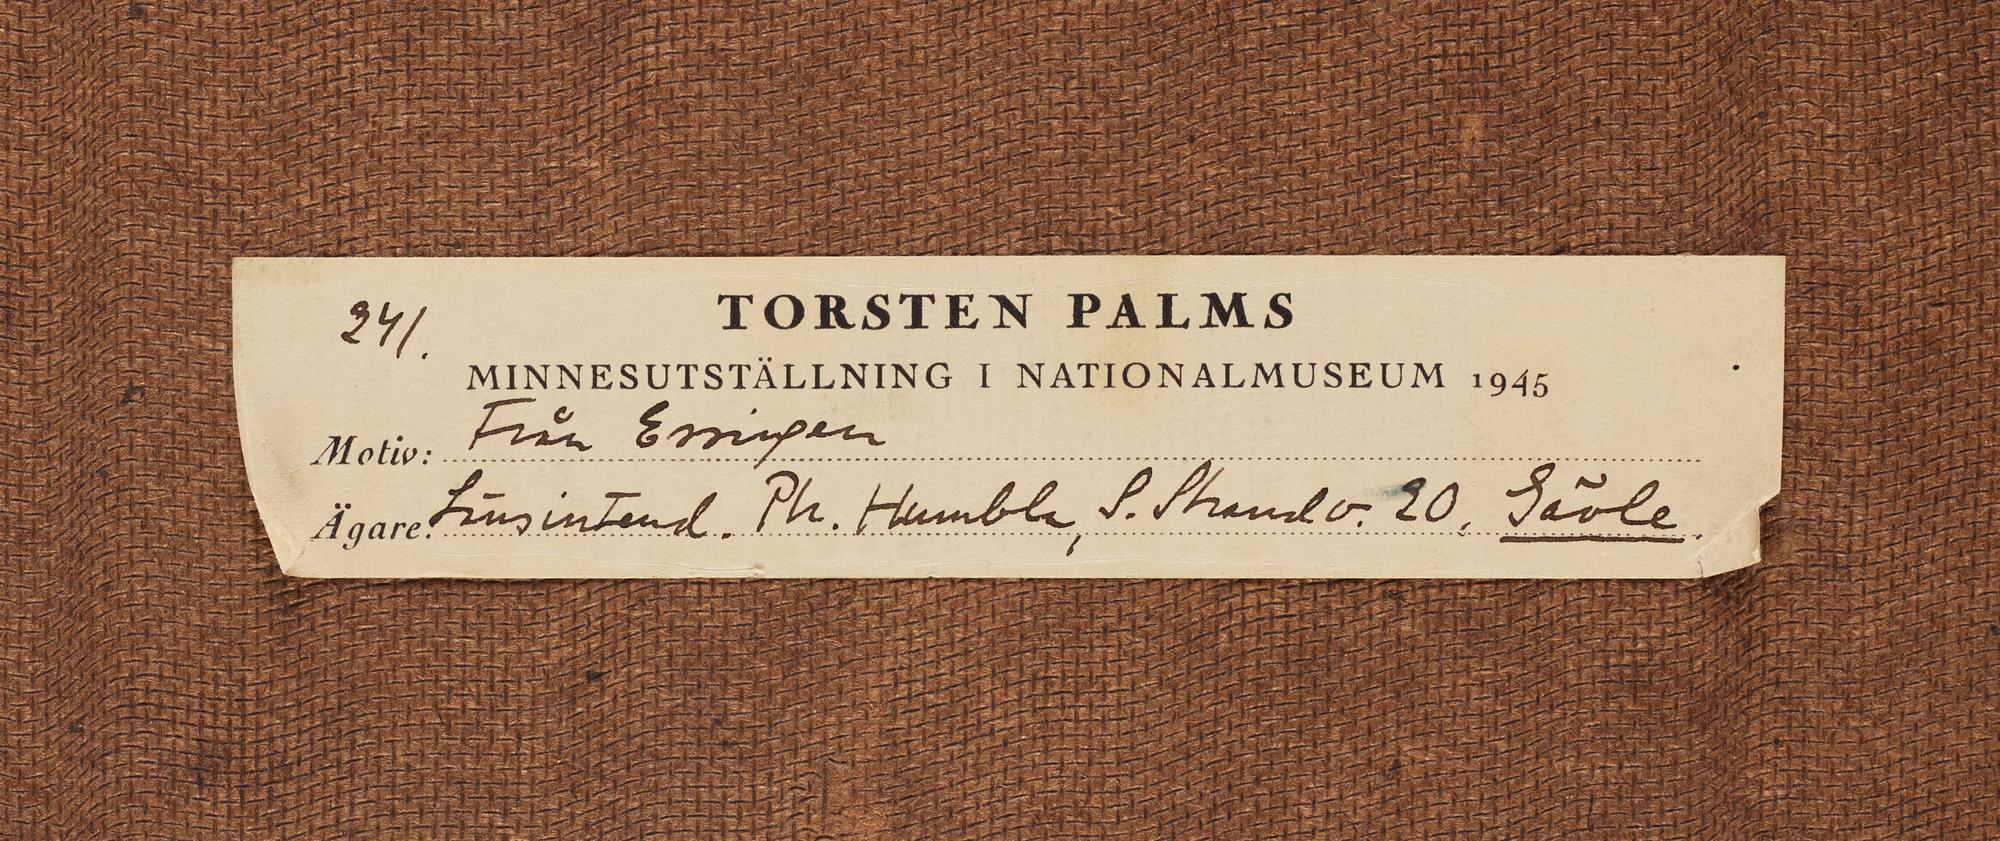 241.
TORSTEN PALMS
MINNESUTSTÄLLNING I NATIONALMUSEUM 1945
Motiv: Från Essingen
Ägare: Länsintend. Ph. Humbla, S. Strandv. 20, Gävle.